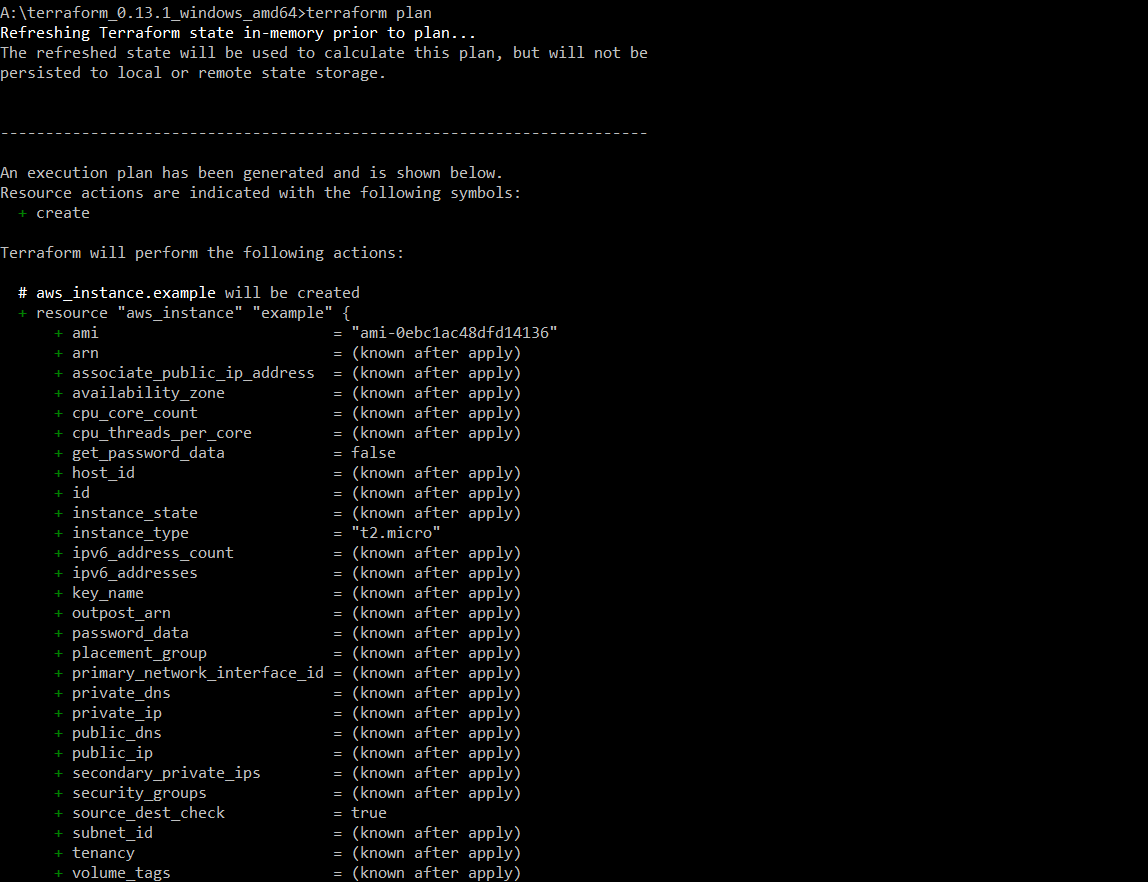 A:\terraform_0.13.1_windows_amd64>terraform plan
Refreshing Terraform state in-memory prior to plan...
The refreshed state will be used to calculate this plan, but will not be
persisted to local or remote state storage.
------------------------------------------------------------------------
An execution plan has been generated and is shown below.
Resource actions are indicated with the following symbols:
  + create
Terraform will perform the following actions:
  # aws_instance.example will be created
  + resource "aws_instance" "example" {
      + ami                          = "ami-0ebc1ac48dfd14136"
      + arn                          = (known after apply)
      + associate_public_ip_address  = (known after apply)
      + availability_zone            = (known after apply)
      + cpu_core_count               = (known after apply)
      + cpu_threads_per_core         = (known after apply)
      + get_password_data            = false
      + host_id                      = (known after apply)
      + id                           = (known after apply)
      + instance_state               = (known after apply)
      + instance_type                = "t2.micro"
      + ipv6_address_count           = (known after apply)
      + ipv6_addresses               = (known after apply)
      + key_name                     = (known after apply)
      + outpost_arn                  = (known after apply)
      + password_data                = (known after apply)
      + placement_group              = (known after apply)
      + primary_network_interface_id = (known after apply)
      + private_dns                  = (known after apply)
      + private_ip                   = (known after apply)
      + public_dns                   = (known after apply)
      + public_ip                    = (known after apply)
      + secondary_private_ips        = (known after apply)
      + security_groups              = (known after apply)
      + source_dest_check            = true
      + subnet_id                    = (known after apply)
      + tenancy                      = (known after apply)
      + volume_tags                  = (known after apply)